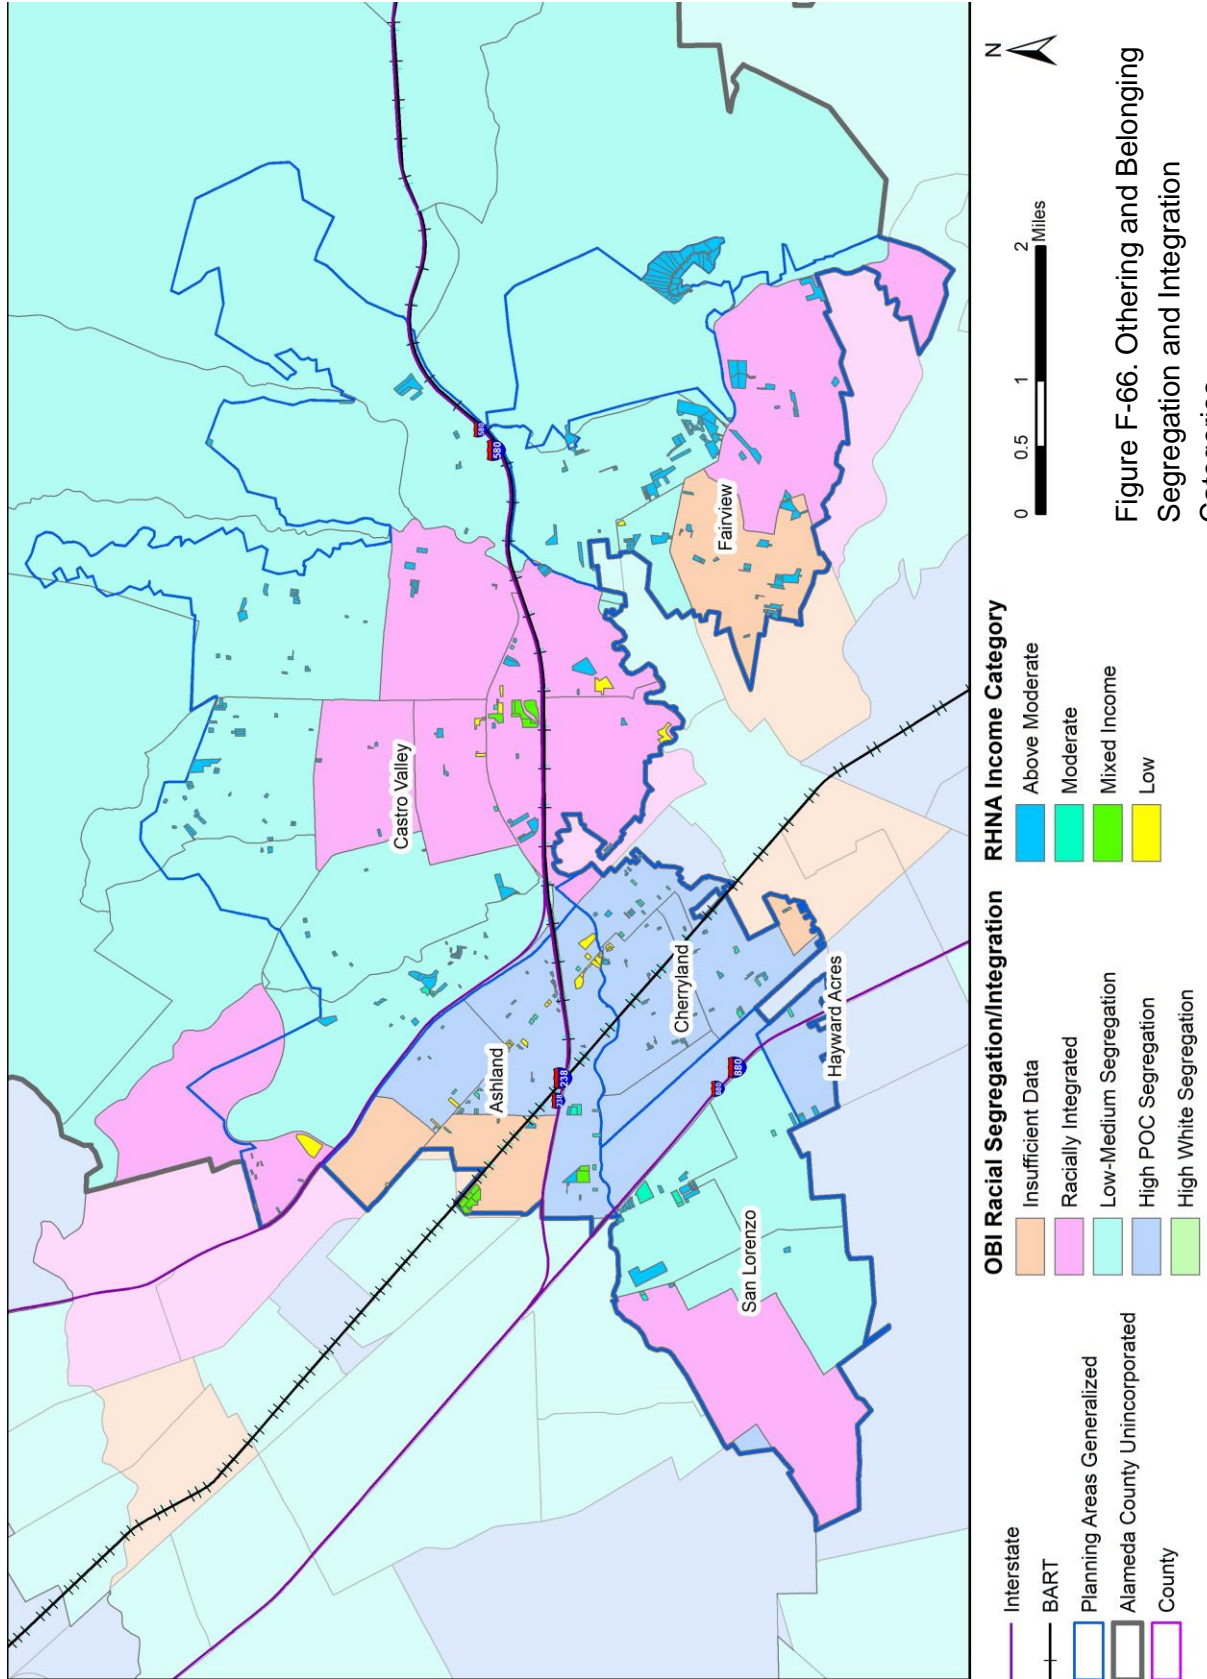 Castro Valley
Fairview
Ashland
Cherryland
Hayward Acres
San Lorenzo
580
580
238
238
880
880
Interstate
BART
Planning Areas Generalized
Alameda County Unincorporated
County
OBI Racial Segregation/Integration
Insufficient Data
Racially Integrated
Low-Medium Segregation
High POC Segregation
High White Segregation
RHNA Income Category
Above Moderate
Moderate
Mixed Income
Low
0 0.5 1 2
Miles
N
Figure F-66. Othering and Belonging
Segregation and Integration